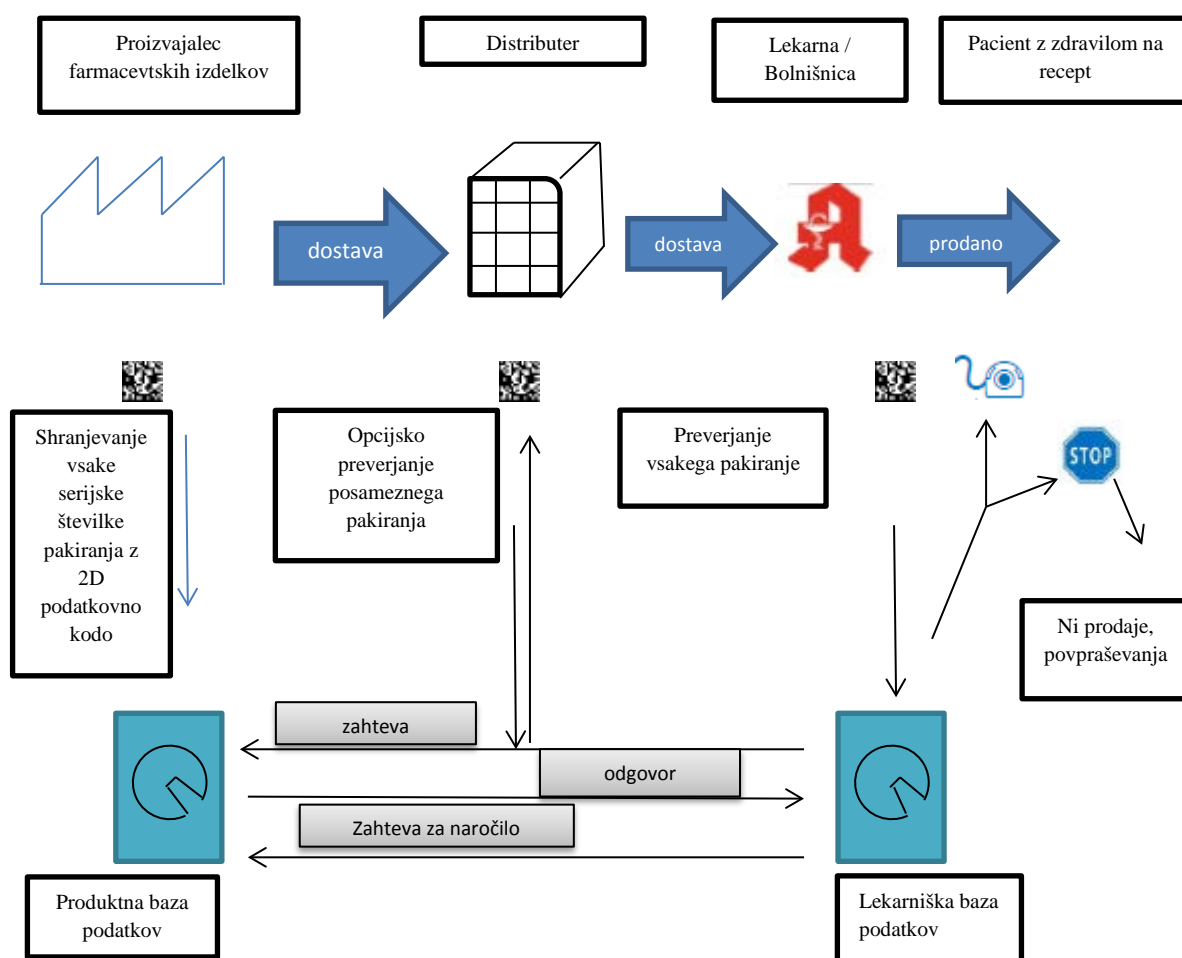 Proizvajalec
farmacevtskih izdelkov
Distributer
Lekarna /
Bolnišnica
Pacient z zdravilom na
recept
dostava
dostava
prodano
Shranjevanje
vsake
serijske
številke
pakiranja z
2D
podatkovno
kodo
Opcijsko
preverjanje
posameznega
pakiranja
Preverjanje
vsakega pakiranje
STOP
Ni prodaje,
povpraševanja
zahteva
odgovor
Zahteva za naročilo
Produktna baza
podatkov
Lekarniška baza
podatkov